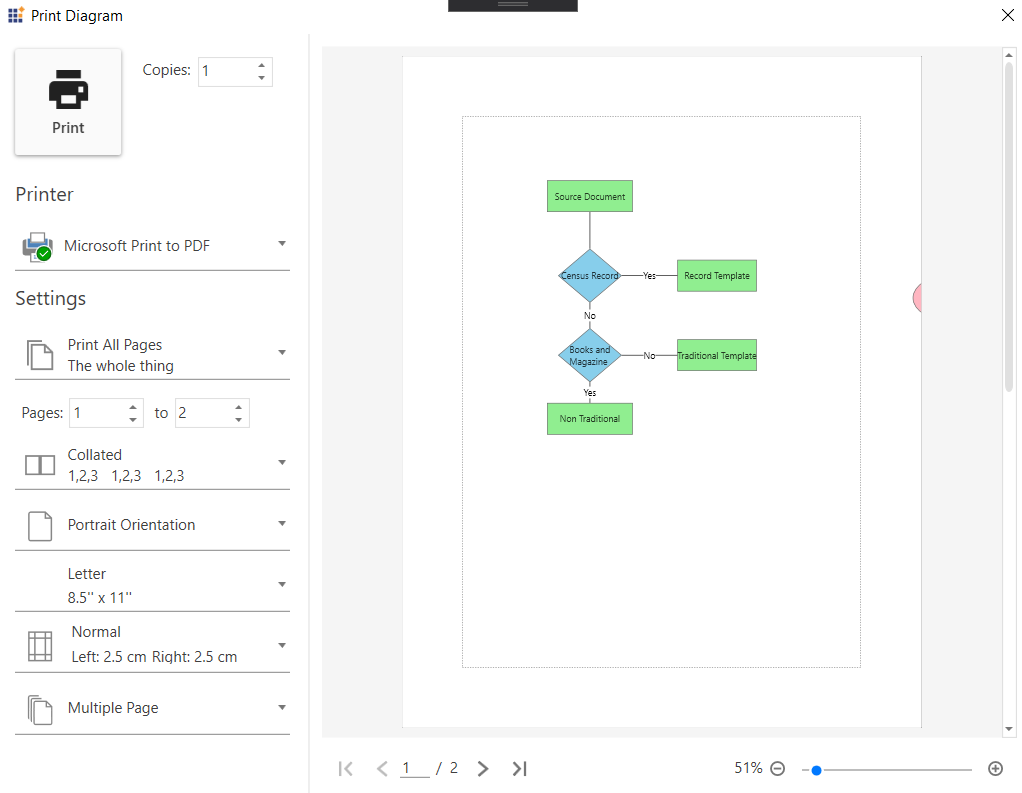 Print Diagram
Print
Copies: 1
Printer
Microsoft Print to PDF
Settings
Print All Pages
The whole thing
Pages: 1 to 2
Collated
1,2,3 1,2,3 1,2,3
Portrait Orientation
Letter
8.5'' x 11''
Normal
Left: 2.5 cm Right: 2.5 cm
Multiple Page
Source Document
Census Record
Yes
Record Template
No
Books and
Magazine
No
Traditional Template
Yes
Non Traditional
1 / 2
51%